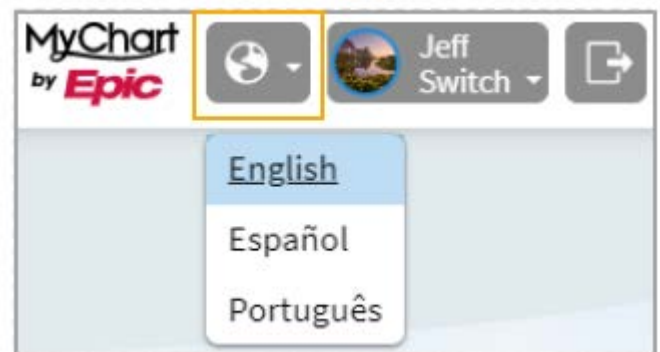 MyChart
by Epic
Jeff
Switch
English
Español
Português